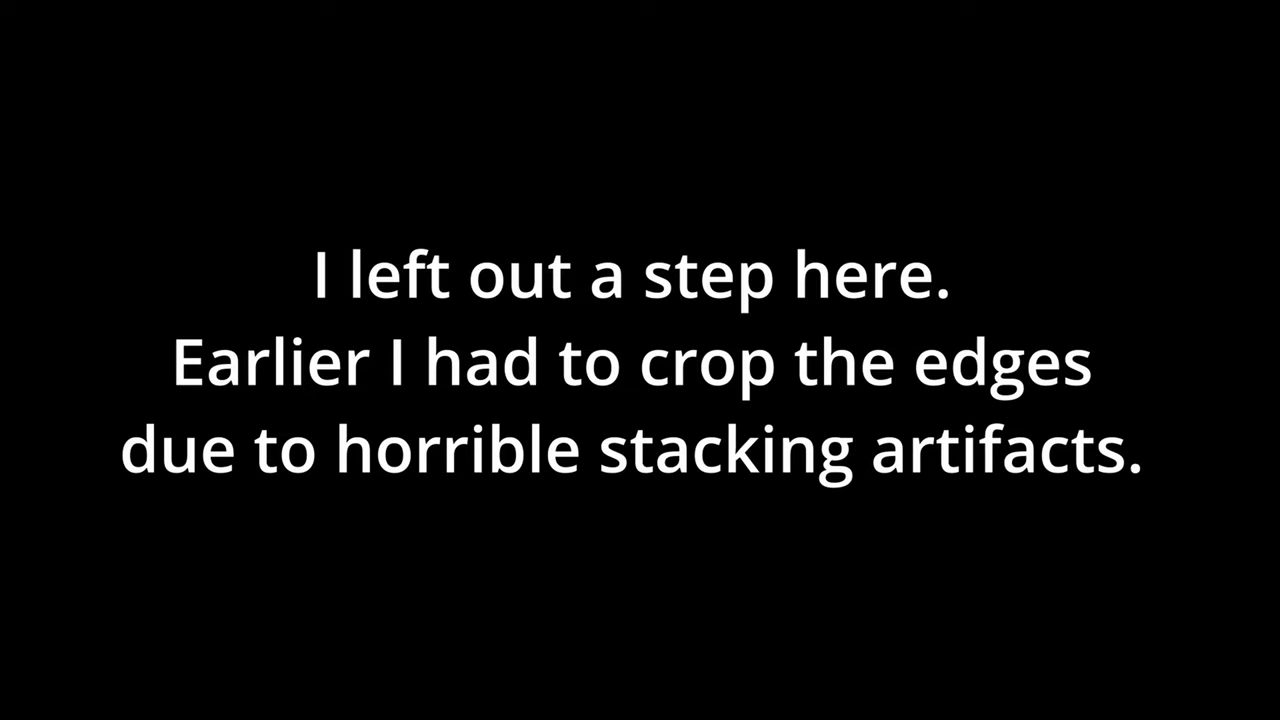 I left out a step here.
Earlier I had to crop the edges
due to horrible stacking artifacts.